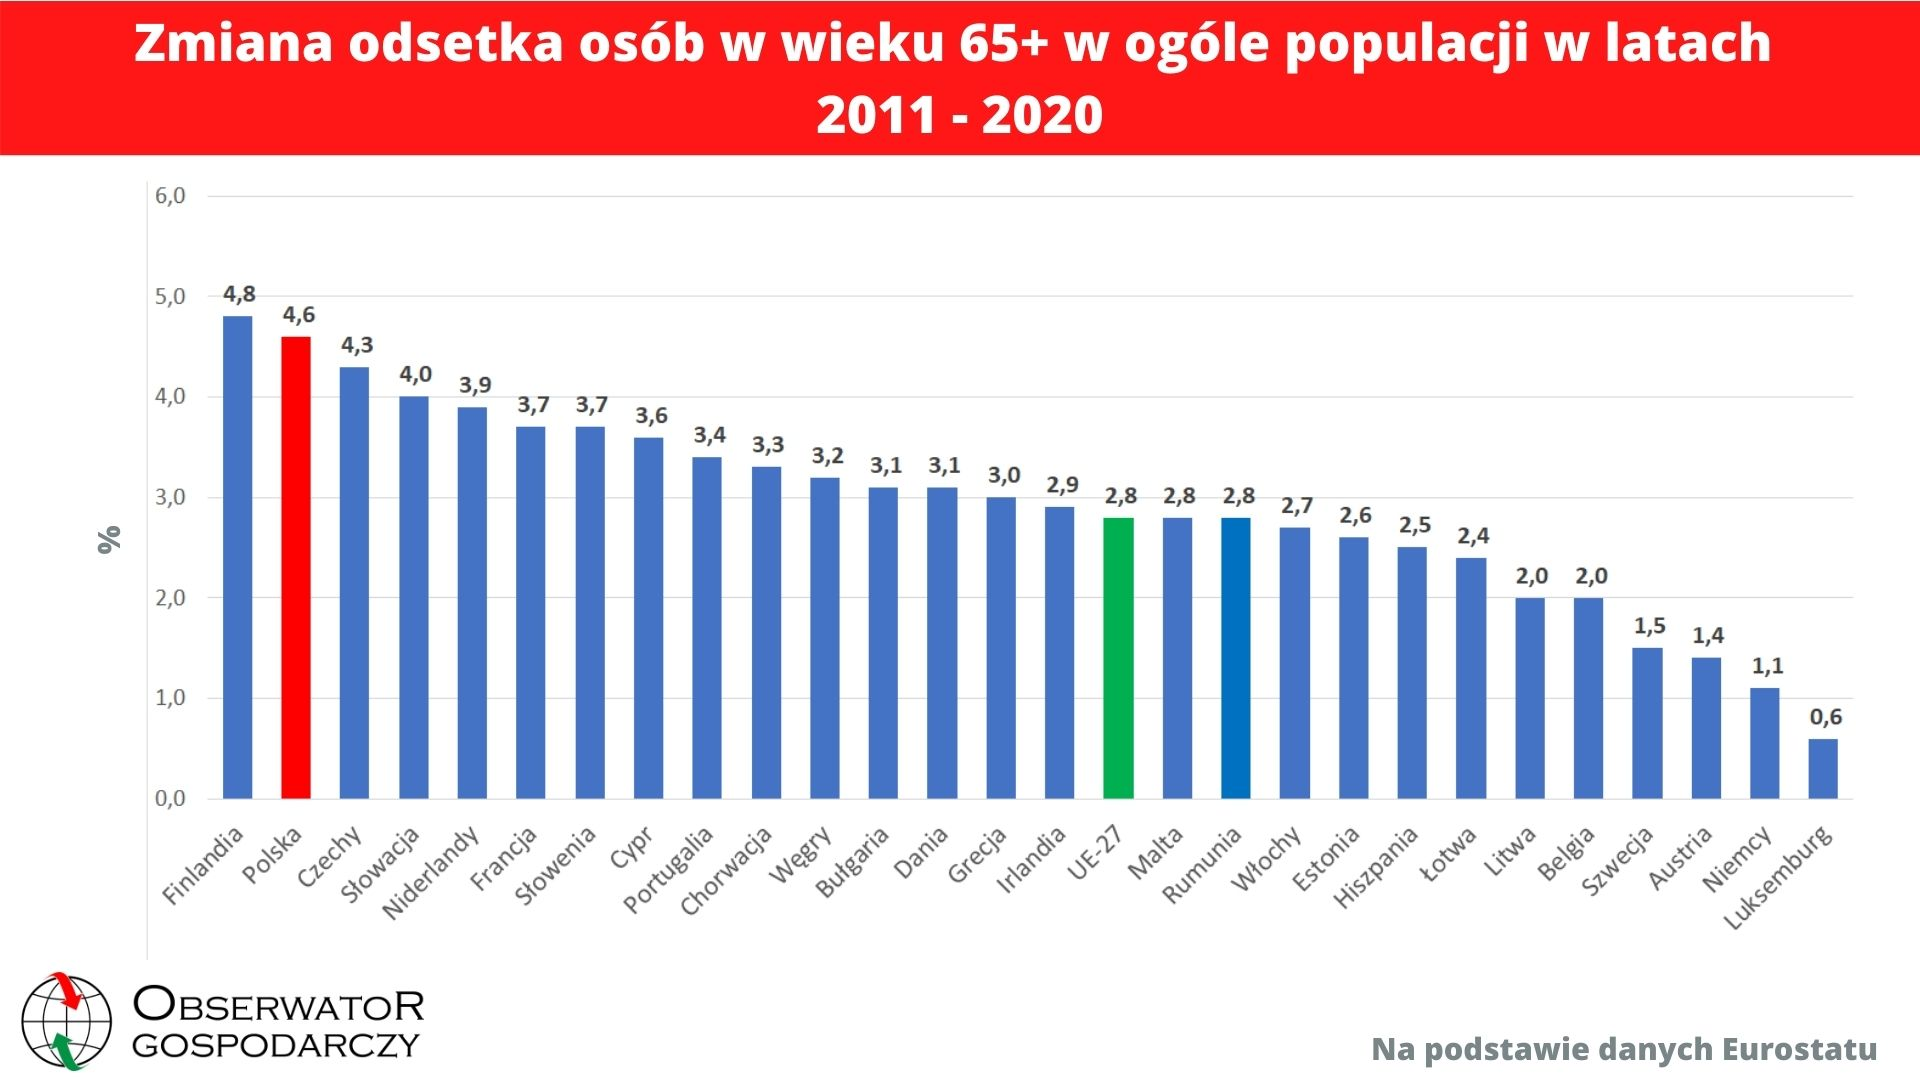 Zmiana odsetka osób w wieku 65+ w ogóle populacji w latach
2011 - 2020
6,0
5,0
4,0
3,0
2,0
1,0
0,0
%
4,8
4,6
4,3
4,0
3,9
3,7
3,7
3,6
3,4
3,3
3,2
3,1
3,1
3,0
2,9
2,8
2,8
2,8
2,7
2,6
2,5
2,4
2,0
2,0
1,5
1,4
1,1
0,6
Finlandia
Polska
Czechy
Słowacja
Niderlandy
Francja
Słowenia
Cypr
Portugalia
Chorwacja
Węgry
Bułgaria
Dania
Grecja
Irlandia
UE-27
Malta
Rumunia
Włochy
Estonia
Hiszpania
Łotwa
Litwa
Belgia
Szwecja
Austria
Niemcy
Luksemburg
OBSERWATOR
GOSPODARCZY
Na podstawie danych Eurostatu